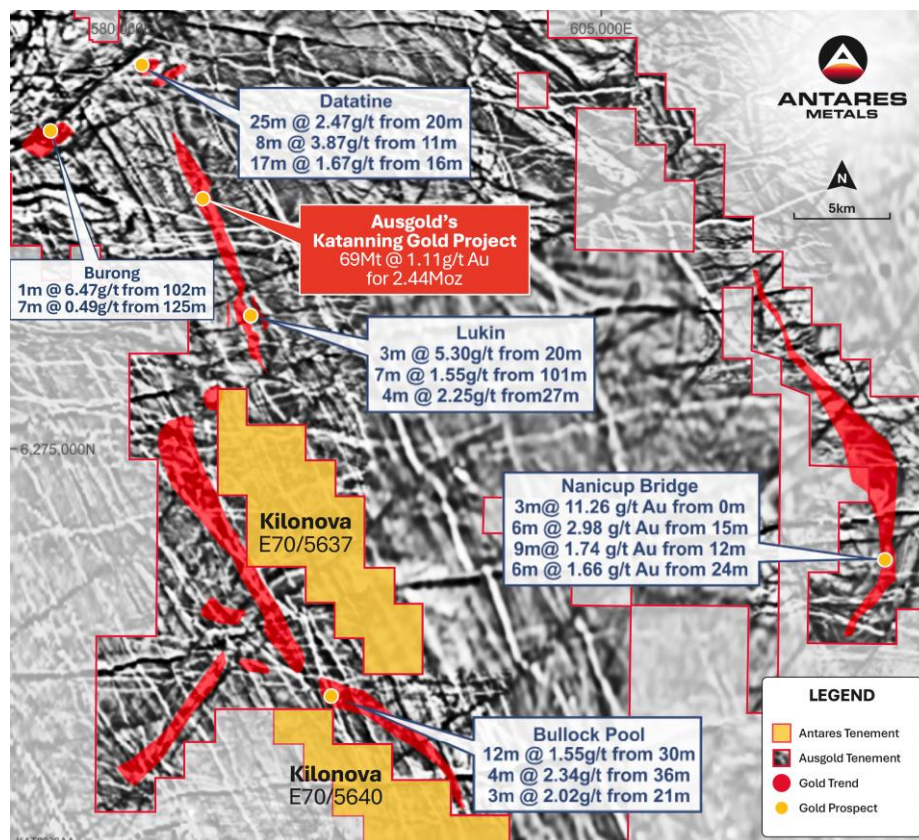 580,000E
605,000E
ANTARES
METALS
N
5km
Datatine
25m @ 2.47g/t from 20m
8m @ 3.87g/t from 11m
17m @ 1.67g/t from 16m
Ausgold's
Katanning Gold Project
69Mt @ 1.11g/t Au
for 2.44Moz
Burong
1m @ 6.47g/t from 102m
7m @ 0.49g/t from 125m
Lukin
3m @ 5.30g/t from 20m
7m @ 1.55g/t from 101m
4m @ 2.25g/t from27m
6,275,000N
Kilonova
E70/5637
Nanicup Bridge
3m@ 11.26 g/t Au from 0m
6m @ 2.98 g/t Au from 15m
9m@ 1.74 g/t Au from 12m
6m @ 1.66 g/t Au from 24m
Bullock Pool
12m @ 1.55g/t from 30m
4m @ 2.34g/t from 36m
3m @ 2.02g/t from 21m
Kilonova
E70/5640
LEGEND
Antares Tenement
Ausgold Tenement
Gold Trend
Gold Prospect